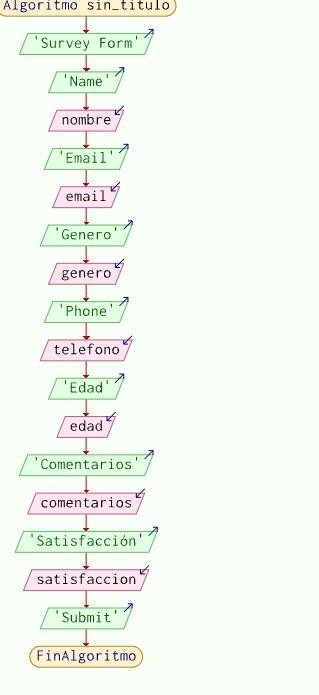 Algoritmo sin_titulo
'Survey Form'
'Name'
nombre
'Email'
email
'Genero'
genero
'Phone'
telefono
'Edad'
edad
'Comentarios'
comentarios
'Satisfacción'
satisfaccion
'Submit'
FinAlgoritmo